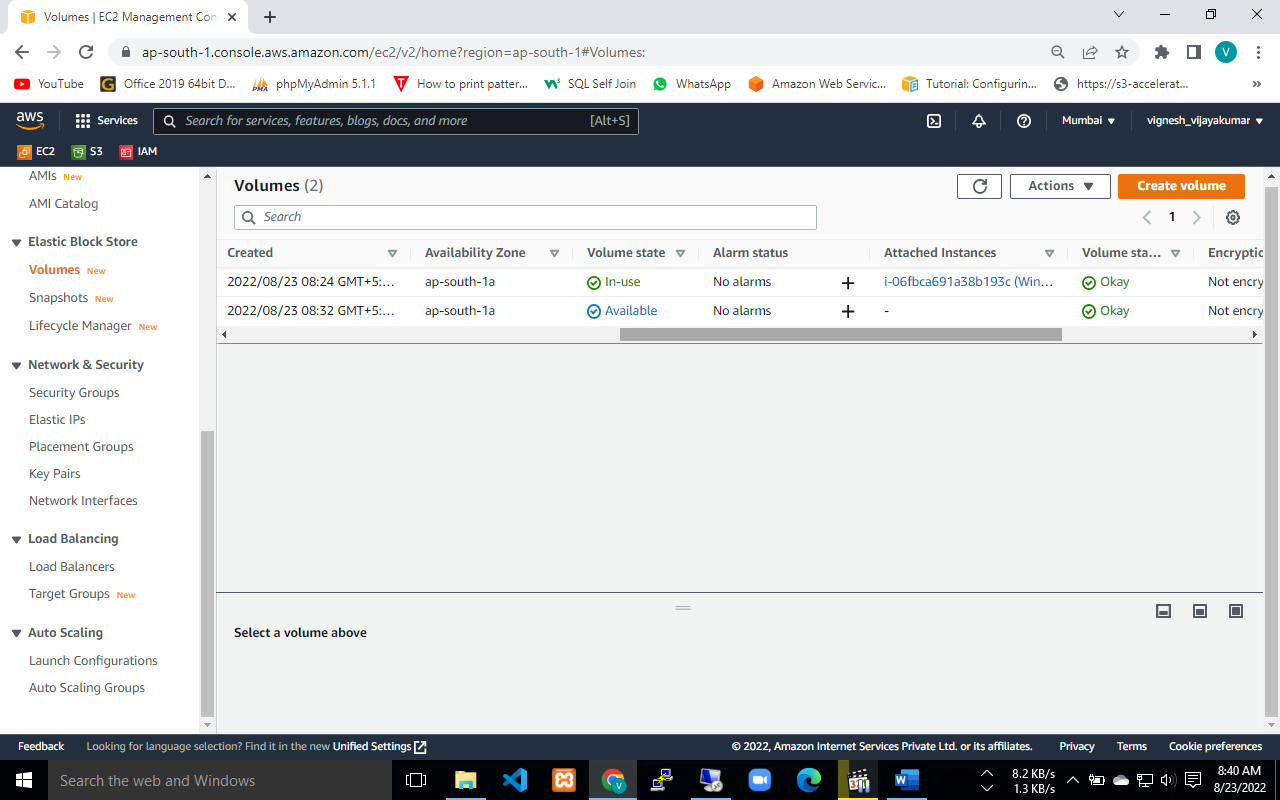 Volumes | EC2 Management Con
ap-south-1.console.aws.amazon.com/ec2/v2/home?region=ap-south-1#Volumes:
V
YouTube
Office 2019 64bit D...
phpMyAdmin 5.1.1
How to print patter...
SQL Self Join
WhatsApp
Amazon Web Servic...
Tutorial: Configurin...
https://s3-accelerat...
»
aws
Services
Search for services, features, blogs, docs, and more
[Alt+S]
Mumbai
vignesh_vijayakumar
EC2
S3
IAM
AMIs New
AMI Catalog
Elastic Block Store
Volumes New
Snapshots New
Lifecycle Manager New
Network & Security
Security Groups
Elastic IPs
Placement Groups
Key Pairs
Network Interfaces
Load Balancing
Load Balancers
Target Groups New
Auto Scaling
Launch Configurations
Auto Scaling Groups
Volumes (2)
Actions
Create volume
Search
1
Created Availability Zone Volume state Alarm status Attached Instances Volume sta... Encryptio
2022/08/23 08:24 GMT+5:... ap-south-1a In-use No alarms + i-06fbca691a38b193c (Win... Okay Not encry
2022/08/23 08:32 GMT+5:... ap-south-1a Available No alarms + - Okay Not encry
Select a volume above
Feedback
Looking for language selection? Find it in the new Unified Settings
© 2022, Amazon Internet Services Private Ltd. or its affiliates.
Privacy
Terms
Cookie preferences
Search the web and Windows
8.2 KB/s
1.3 KB/s
8:40 AM
8/23/2022